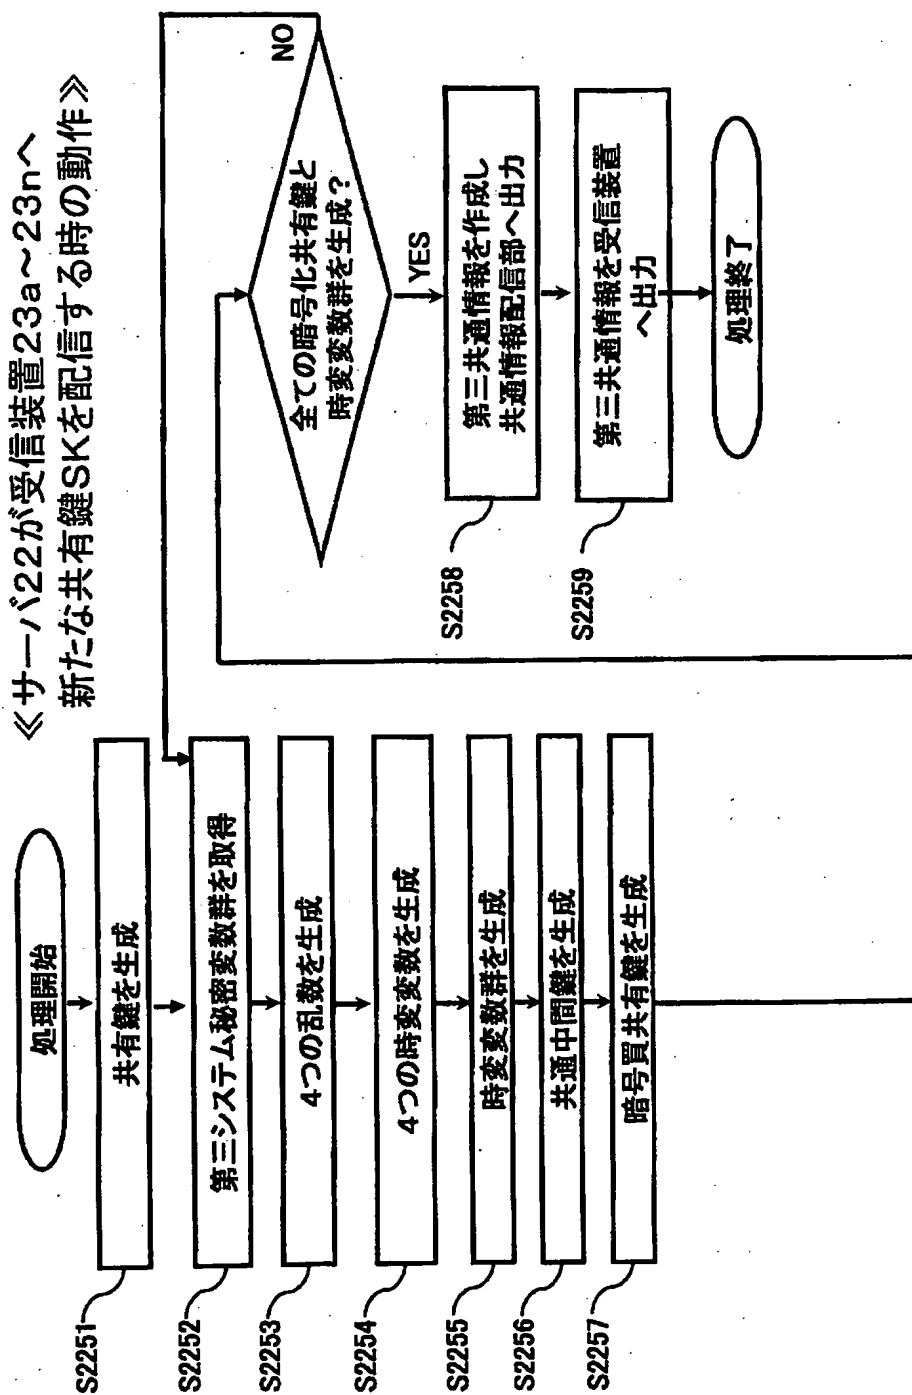 ≪サーバ22が受信装置23a～23nへ
新たな共有鍵SKを配信する時の動作≫
処理開始
S2251
共有鍵を生成
S2252
第三システム秘密変数群を取得
S2253
4つの乱数を生成
S2254
4つの時変変数を生成
S2255
時変変数群を生成
S2256
共通中間鍵を生成
S2257
暗号買共有鍵を生成
全ての暗号化共有鍵と
時変変数群を生成？
NO
YES
S2258
第三共通情報を作成し
共通情報配信部へ出力
S2259
第三共通情報を受信装置
へ出力
処理終了